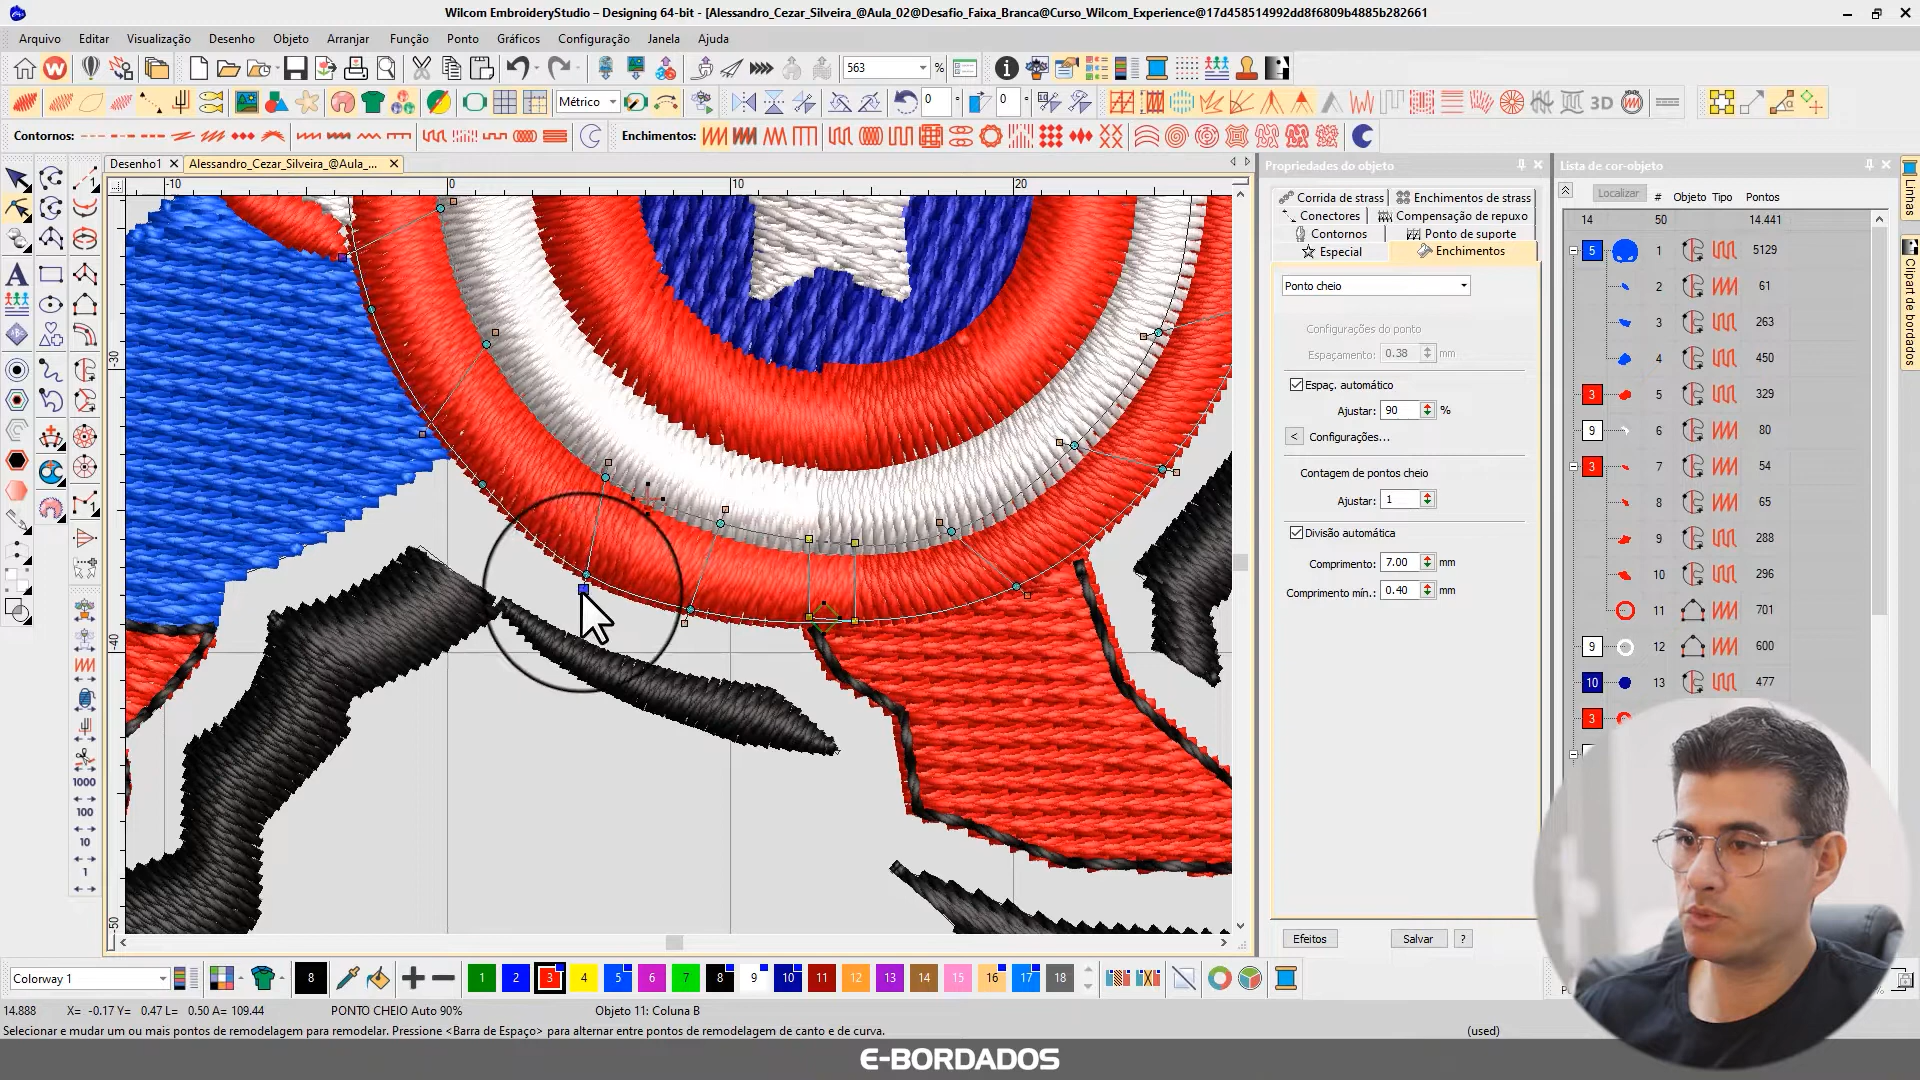 Wilcom EmbroideryStudio – Designing 64-bit - [Alessandro_Cezar_Silveira_@Aula_02@Desafio_Faixa_Branca@Curso_Wilcom_Experience@17d458514992dd8f6809b4885b282661
Arquivo Editar Visualização Desenho Objeto Arranjar Função Ponto Gráficos Configuração Janela Ajuda
563 %
Métrico 0 ° 0 ° 3D
Contornos: Enchimentos:
Desenho1 Alessandro_Cezar_Silveira_@Aula_...
-10 0 10 20
-30
-40
-50
1000
100
10
1
Propriedades do objeto
Corrida de strass Enchimentos de strass
Conectores Compensação de repuxo
Contornos Ponto de suporte
Especial Enchimentos
Ponto cheio
Configurações do ponto
Espaçamento: 0.38 mm
Espaç. automático
Ajustar: 90 %
< Configurações...
Contagem de pontos cheio
Ajustar: 1
Divisão automática
Comprimento: 7.00 mm
Comprimento mín.: 0.40 mm
Efeitos Salvar ?
Lista de cor-objeto
Localizar # Objeto Tipo Pontos
14 50 14.441
5 1 5129
2 61
3 263
4 450
3 5 329
9 6 80
3 7 54
8 65
9 288
10 296
11 701
9 12 600
10 13 477
3
Linhas
Clipart de bordados
Colorway 1 8 1 2 3 4 5 6 7 8 9 10 11 12 13 14 15 16 17 18
14.888 X= -0.17 Y= 0.47 L= 0.50 A= 109.44 PONTO CHEIO Auto 90% Objeto 11: Coluna B
Selecionar e mudar um ou mais pontos de remodelagem para remodelar. Pressione <Barra de Espaço> para alternar entre pontos de remodelagem de canto e de curva. (used)
E-BORDADOS